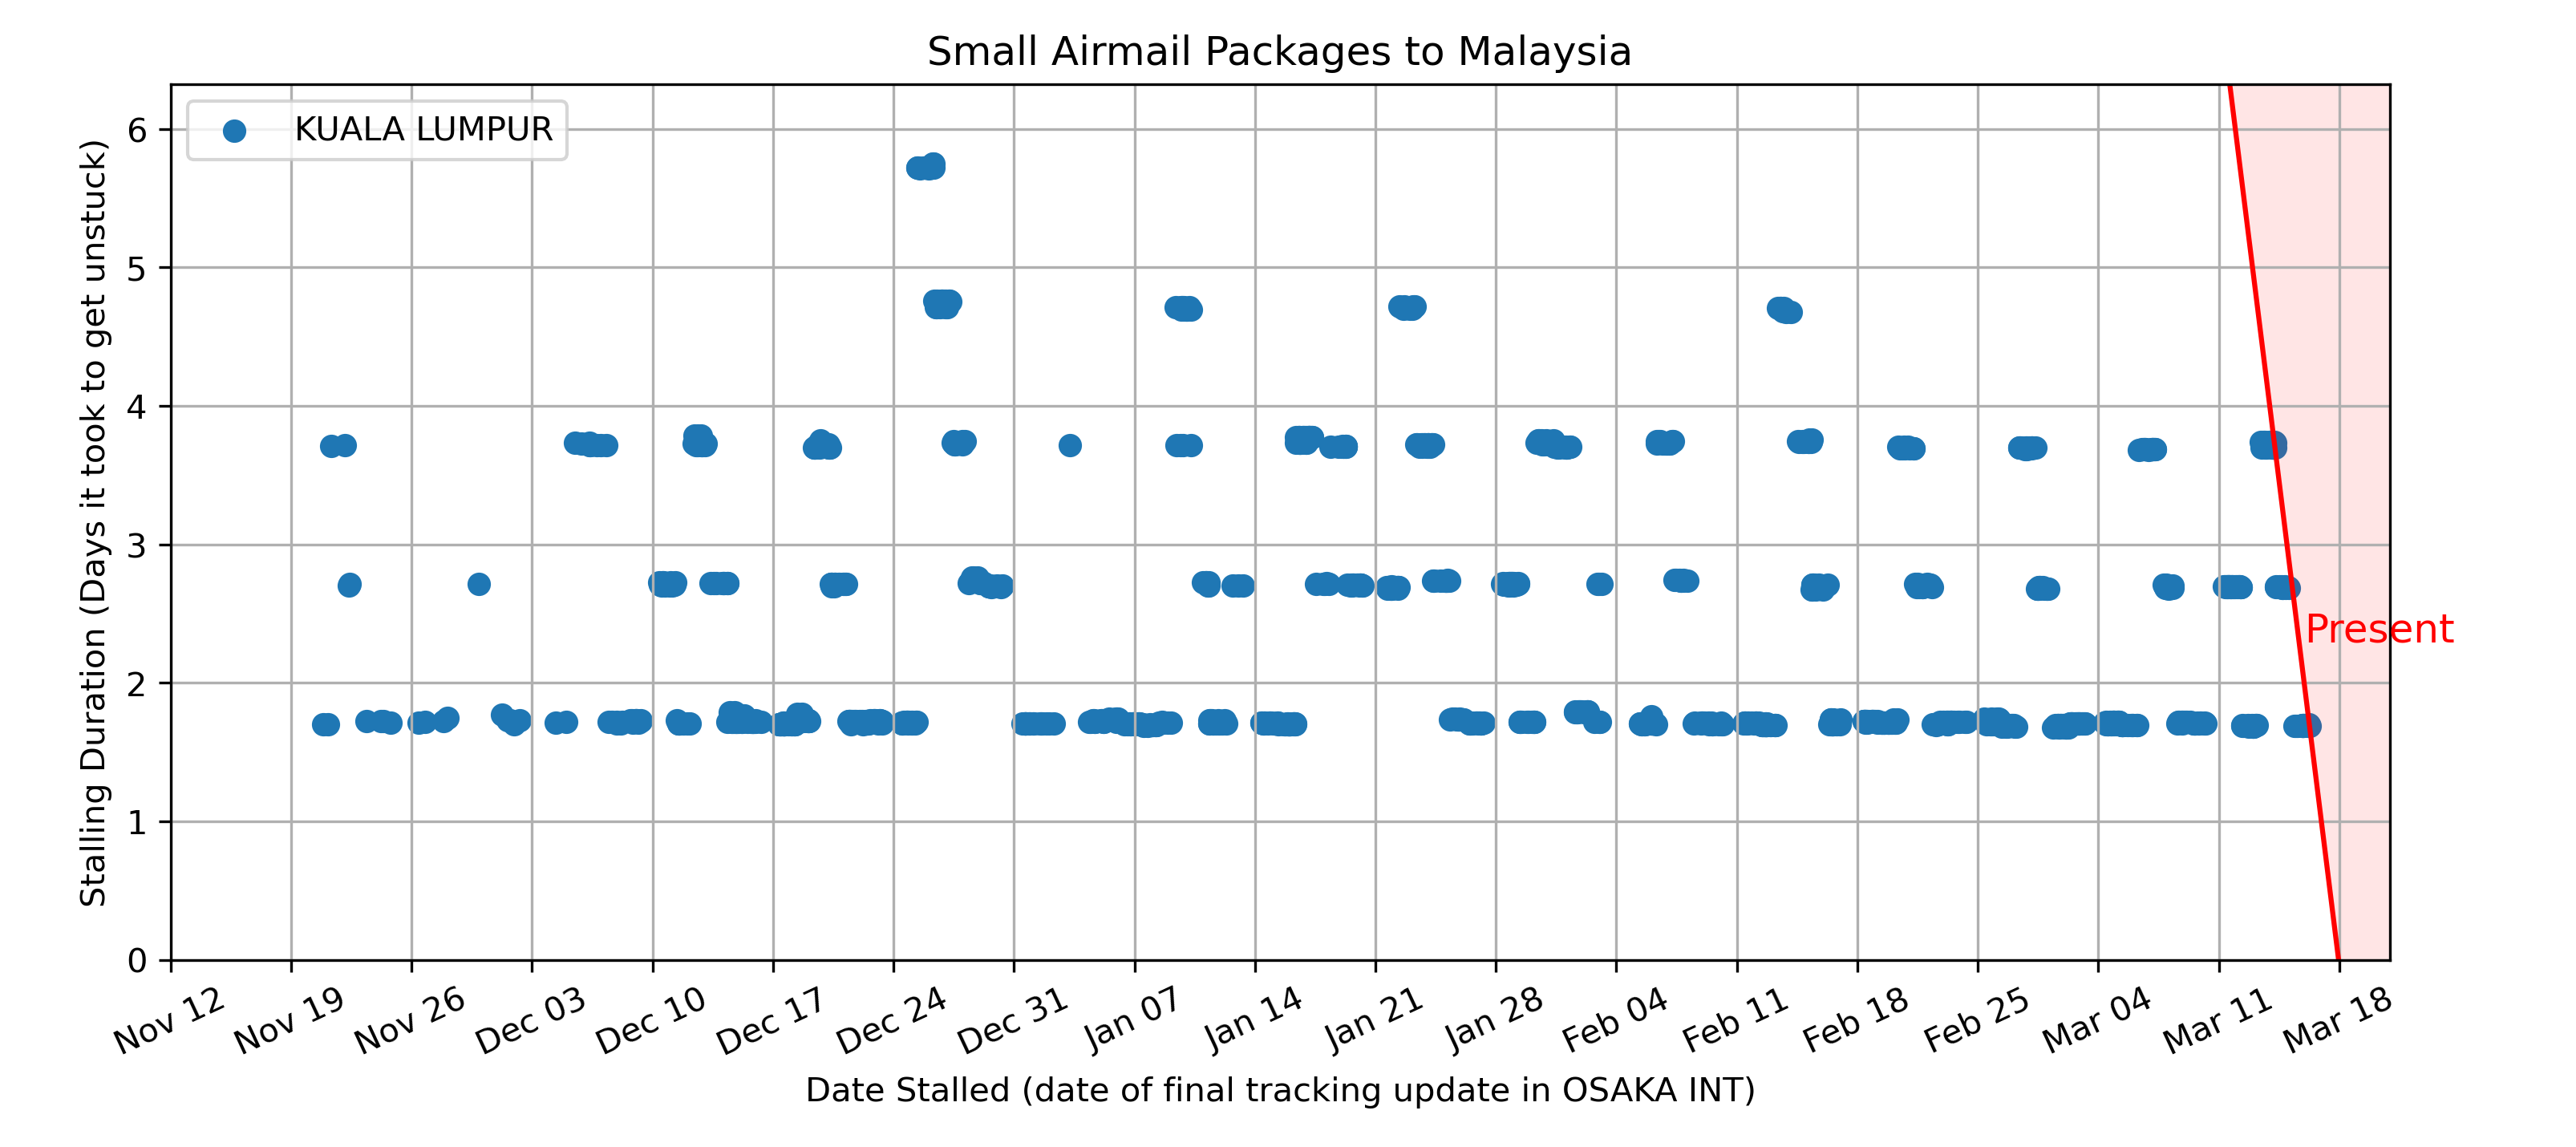 Small Airmail Packages to Malaysia
KUALA LUMPUR
Stalling Duration (Days it took to get unstuck)
6
5
4
3
2
1
0
Present
Nov 12
Nov 19
Nov 26
Dec 03
Dec 10
Dec 17
Dec 24
Dec 31
Jan 07
Jan 14
Jan 21
Jan 28
Feb 04
Feb 11
Feb 18
Feb 25
Mar 04
Mar 11
Mar 18
Date Stalled (date of final tracking update in OSAKA INT)